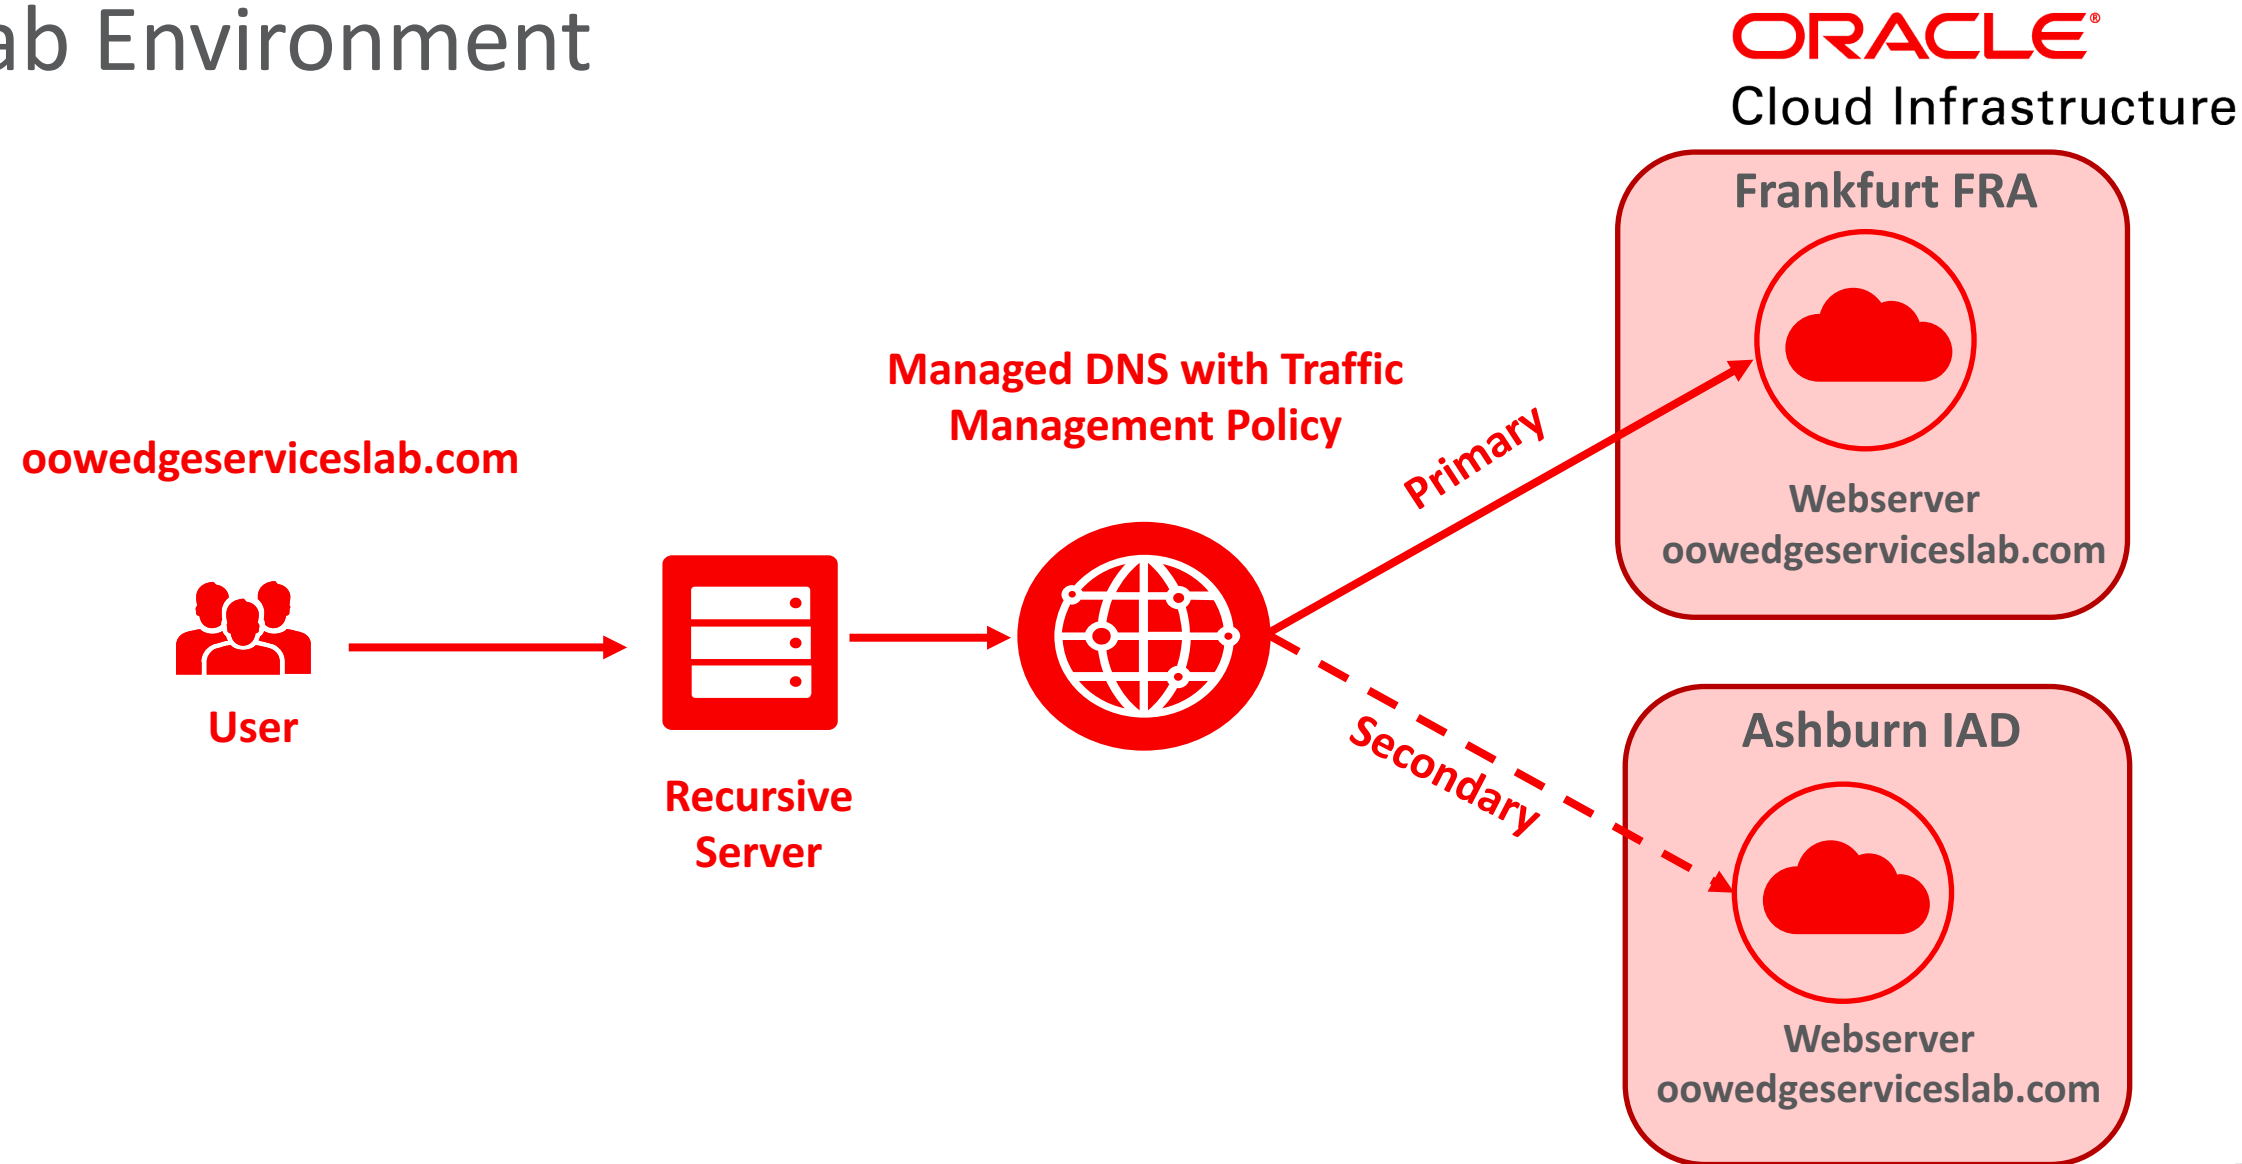 ab Environment
ORACLE®
Cloud Infrastructure
Frankfurt FRA
Webserver
oowedgeserviceslab.com
Managed DNS with Traffic
Management Policy
Primary
oowedgeserviceslab.com
User
Recursive
Server
Secondary
Ashburn IAD
Webserver
oowedgeserviceslab.com